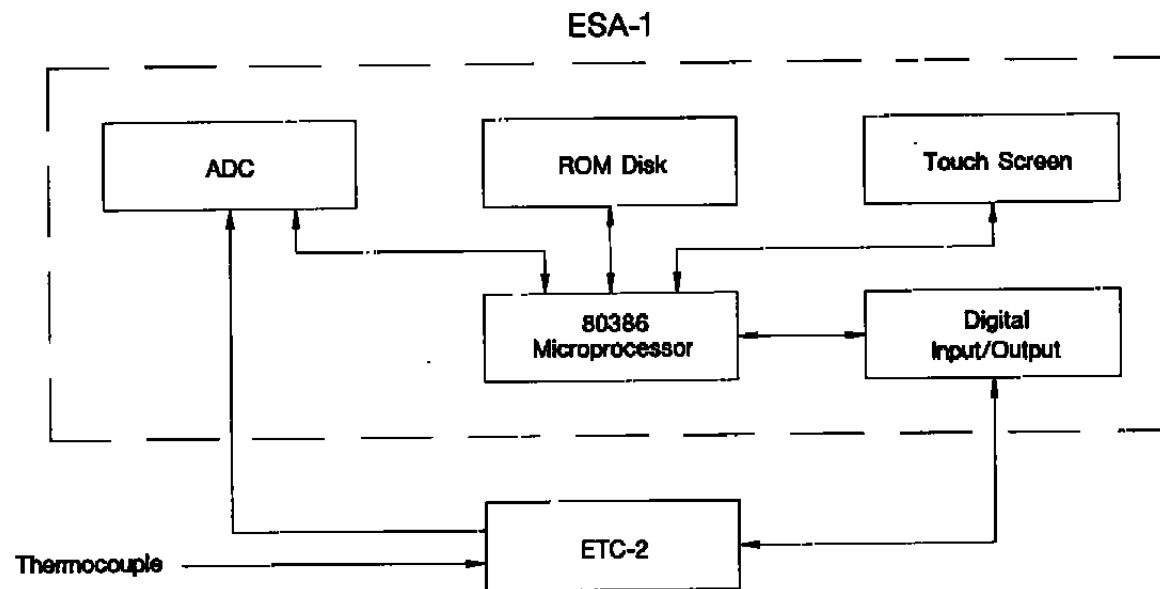 ESA-1
ADC
ROM Disk
Touch Screen
80386
Microprocessor
Digital
Input/Output
ETC-2
Thermocouple